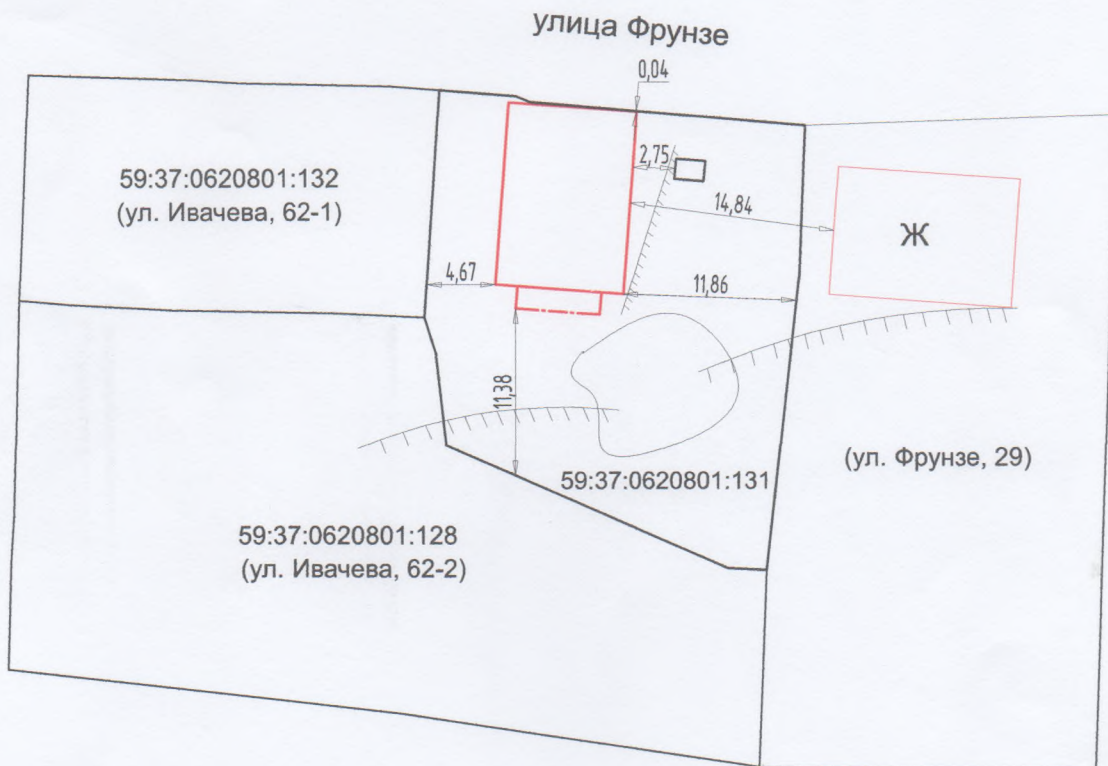 улица Фрунзе
0,04
59:37:0620801:132
(ул. Ивачева, 62-1)
2,75
14,84
Ж
4,67
11,86
11,38
59:37:0620801:131
(ул. Фрунзе, 29)
59:37:0620801:128
(ул. Ивачева, 62-2)